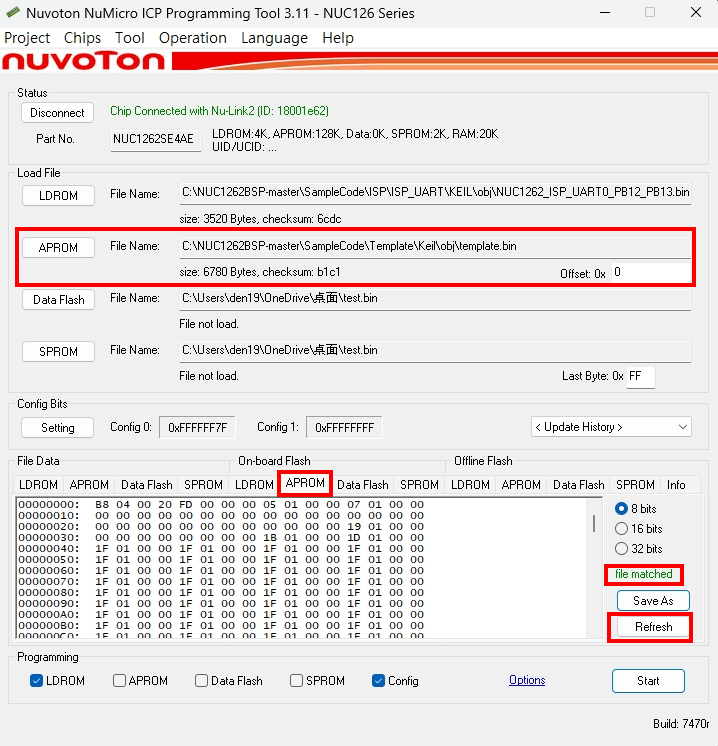 Nuvoton NuMicro ICP Programming Tool 3.11 - NUC126 Series
Project Chips Tool Operation Language Help
nuvoTon
Status
Disconnect Chip Connected with Nu-Link2 (ID: 18001e62)
Part No. NUC1262SE4AE LDROM:4K, APROM:128K, Data:0K, SPROM:2K, RAM:20K
UID/UCID: ...
Load File
LDROM File Name: C:\NUC1262BSP-master\SampleCode\ISP\ISP_UART\KEIL\obj\NUC1262_ISP_UART0_PB12_PB13.bin
size: 3520 Bytes, checksum: 6cdc
APROM File Name: C:\NUC1262BSP-master\SampleCode\Template\Keil\obj\template.bin
size: 6780 Bytes, checksum: b1c1 Offset: 0x 0
Data Flash File Name: C:\Users\den19\OneDrive\桌面\test.bin
File not load.
SPROM File Name: C:\Users\den19\OneDrive\桌面\test.bin
File not load. Last Byte: 0x FF
Config Bits
Setting Config 0: 0xFFFFFF7F Config 1: 0xFFFFFFFF < Update History >
File Data On-board Flash Offline Flash
LDROM APROM Data Flash SPROM LDROM APROM Data Flash SPROM LDROM APROM Data Flash SPROM Info
00000000: B8 04 00 20 FD 00 00 00 05 01 00 00 07 01 00 00
00000010: 00 00 00 00 00 00 00 00 00 00 00 00 00 00 00 00
00000020: 00 00 00 00 00 00 00 00 00 00 00 00 19 01 00 00
00000030: 00 00 00 00 00 00 00 00 1B 01 00 00 1D 01 00 00
00000040: 1F 01 00 00 1F 01 00 00 1F 01 00 00 1F 01 00 00
00000050: 1F 01 00 00 1F 01 00 00 1F 01 00 00 1F 01 00 00
00000060: 1F 01 00 00 1F 01 00 00 1F 01 00 00 1F 01 00 00
00000070: 1F 01 00 00 1F 01 00 00 1F 01 00 00 1F 01 00 00
00000080: 1F 01 00 00 1F 01 00 00 1F 01 00 00 1F 01 00 00
00000090: 1F 01 00 00 1F 01 00 00 1F 01 00 00 1F 01 00 00
000000A0: 1F 01 00 00 1F 01 00 00 1F 01 00 00 1F 01 00 00
000000B0: 1F 01 00 00 1F 01 00 00 1F 01 00 00 1F 01 00 00
000000C0: 1F 01 00 00 1F 01 00 00 1F 01 00 00 1F 01 00 00
8 bits
16 bits
32 bits
file matched
Save As
Refresh
Programming
LDROM APROM Data Flash SPROM Config Options Start
Build: 7470r